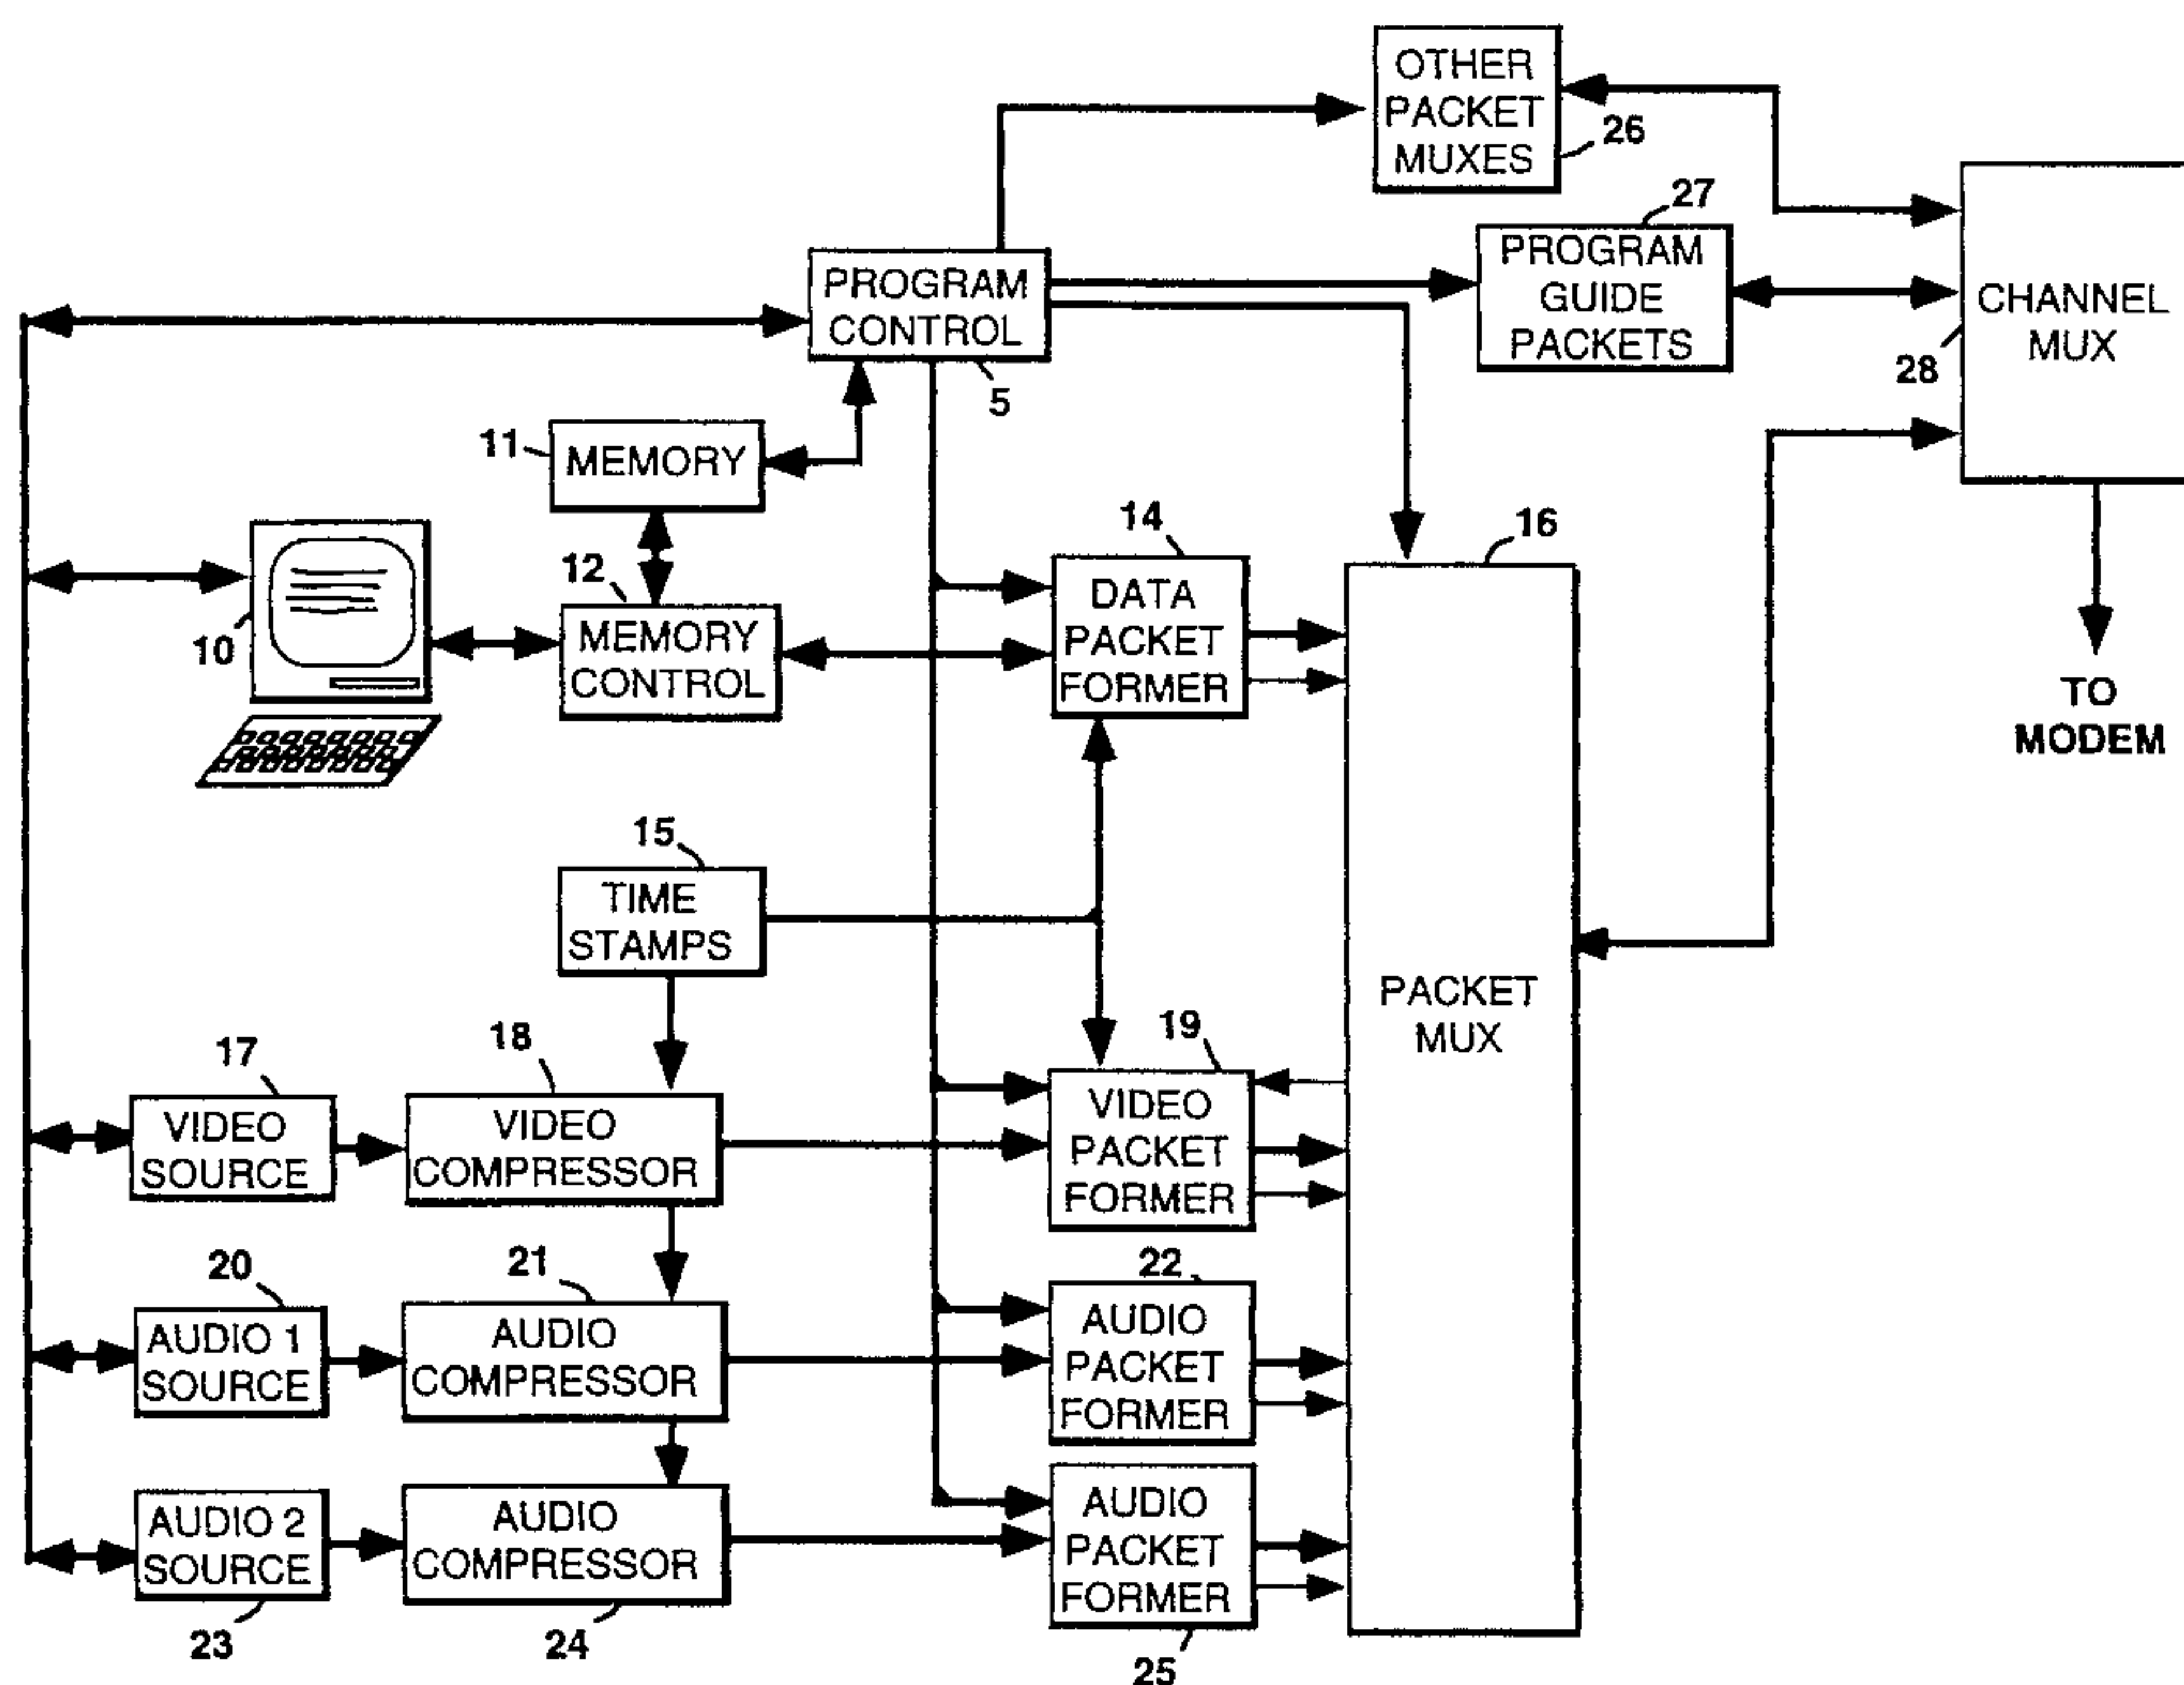 OTHER
PACKET
MUXES
26
27
PROGRAM
GUIDE
PACKETS
CHANNEL
MUX
28
PROGRAM
CONTROL
5
11
MEMORY
10
12
MEMORY
CONTROL
14
DATA
PACKET
FORMER
16
PACKET
MUX
TO
MODEM
15
TIME
STAMPS
17
VIDEO
SOURCE
18
VIDEO
COMPRESSOR
19
VIDEO
PACKET
FORMER
20
AUDIO 1
SOURCE
21
AUDIO
COMPRESSOR
22
AUDIO
PACKET
FORMER
AUDIO 2
SOURCE
23
AUDIO
COMPRESSOR
24
AUDIO
PACKET
FORMER
25